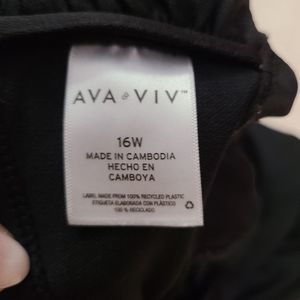 AVA & VIV™
16W
MADE IN CAMBODIA
HECHO EN
CAMBOYA
LABEL MADE FROM 100% RECYCLED PLASTIC
ETIQUETA ELABORADA CON PLÁSTICO
100 % RECICLADO